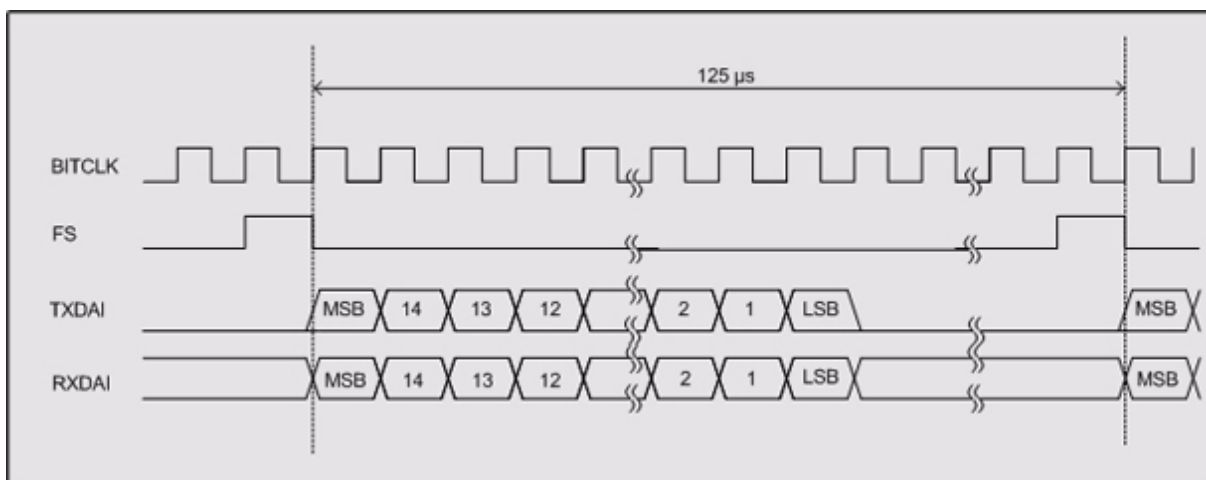 125 µs
BITCLK
FS
TXDAI MSB 14 13 12 2 1 LSB MSB
RXDAI MSB 14 13 12 2 1 LSB MSB